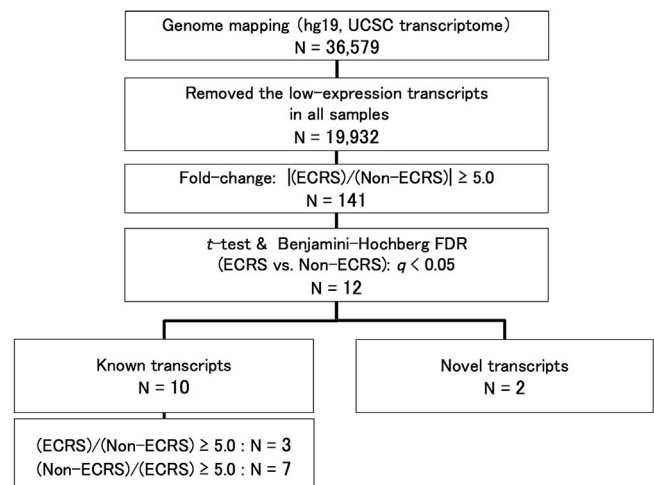 Genome mapping (hg19, UCSC transcriptome)
N = 36,579
Removed the low-expression transcripts
in all samples
N = 19,932
Fold-change: |(ECRS)/(Non-ECRS)| ≥ 5.0
N = 141
t-test & Benjamini-Hochberg FDR
(ECRS vs. Non-ECRS): q < 0.05
N = 12
Known transcripts
N = 10
Novel transcripts
N = 2
(ECRS)/(Non-ECRS) ≥ 5.0 : N = 3
(Non-ECRS)/(ECRS) ≥ 5.0 : N = 7